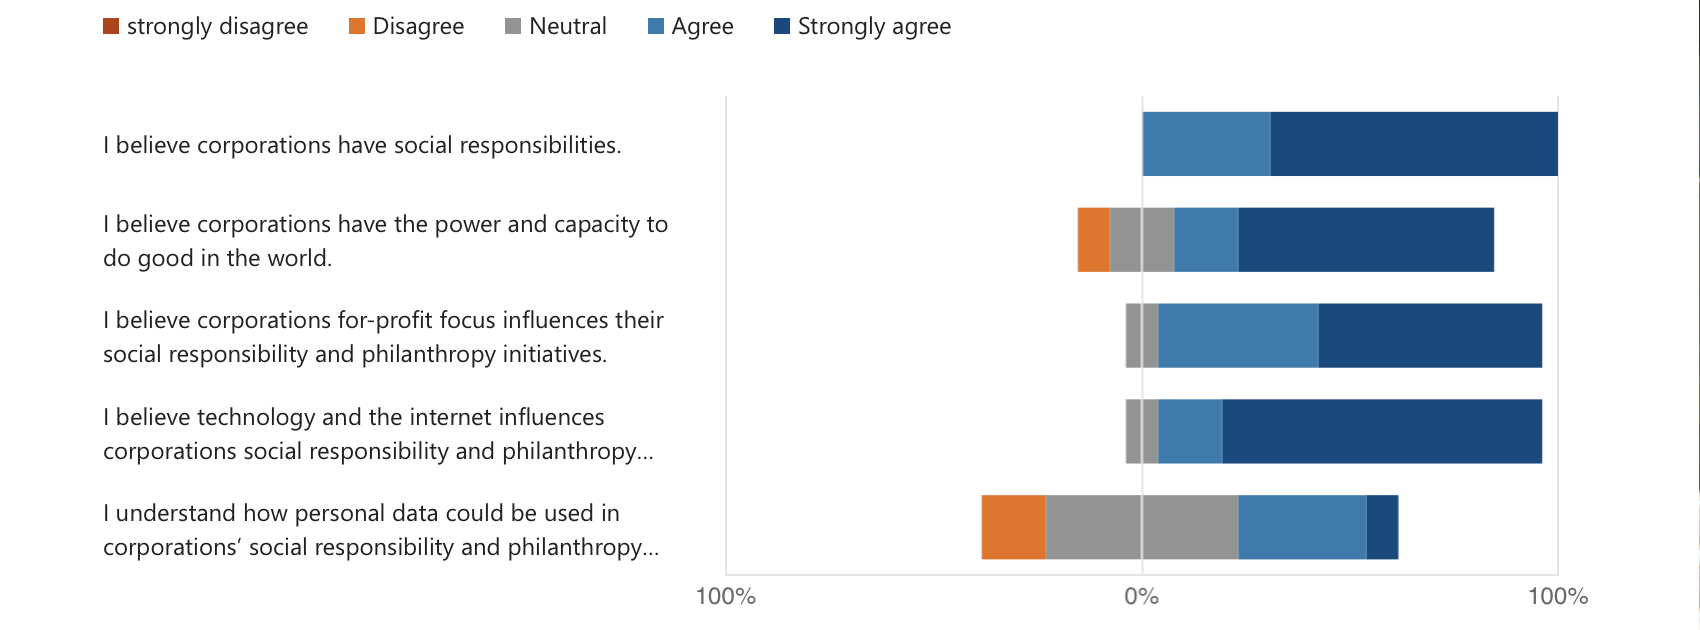 strongly disagree Disagree Neutral Agree Strongly agree
I believe corporations have social responsibilities.
I believe corporations have the power and capacity to
do good in the world.
I believe corporations for-profit focus influences their
social responsibility and philanthropy initiatives.
I believe technology and the internet influences
corporations social responsibility and philanthropy...
I understand how personal data could be used in
corporations’ social responsibility and philanthropy...
100% 0% 100%